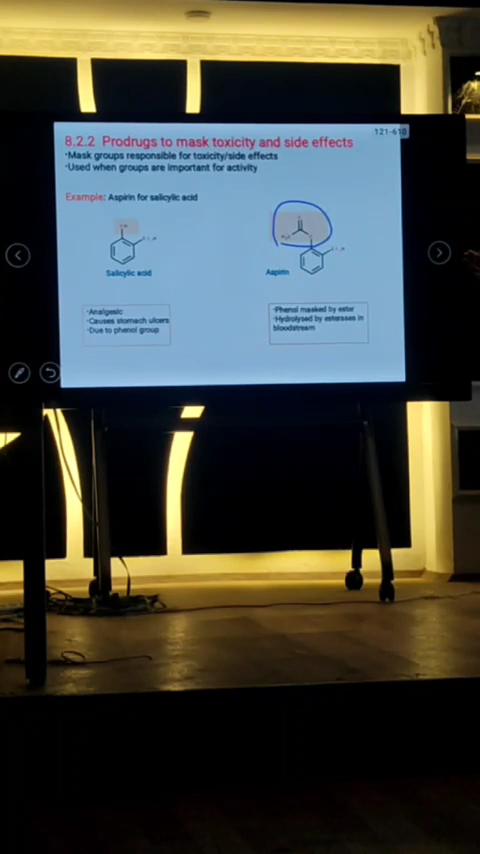 121-610
8.2.2 Prodrugs to mask toxicity and side effects
·Mask groups responsible for toxicity/side effects
·Used when groups are important for activity
Example: Aspirin for salicylic acid
Salicylic acid
Aspirin
·Analgesic
·Causes stomach ulcers
·Due to phenol group
·Phenol masked by ester
·Hydrolysed by esterases in
bloodstream